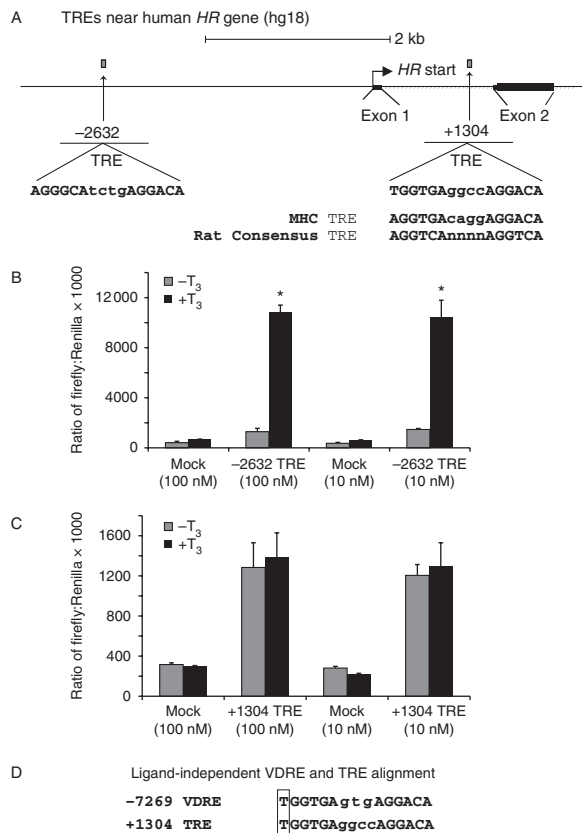 A TREs near human HR gene (hg18)
2 kb
HR start
Exon 1
Exon 2
−2632
TRE
+1304
TRE
AGGGCAtctgAGGACA
TGGTGAggccAGGACA
MHC TRE AGGTGAcaggAGGACA
Rat Consensus TRE AGGTCAnnnnAGGTCA
B
−T3
+T3
Ratio of firefly:Renilla × 1000
12000
8000
4000
0
*
*
Mock (100 nM)
−2632 TRE (100 nM)
Mock (10 nM)
−2632 TRE (10 nM)
C
−T3
+T3
Ratio of firefly:Renilla × 1000
1600
1200
800
400
0
Mock (100 nM)
+1304 TRE (100 nM)
Mock (10 nM)
+1304 TRE (10 nM)
D Ligand-independent VDRE and TRE alignment
−7269 VDRE TGGTGAgtgAGGACA
+1304 TRE TGGTGAggccAGGACA